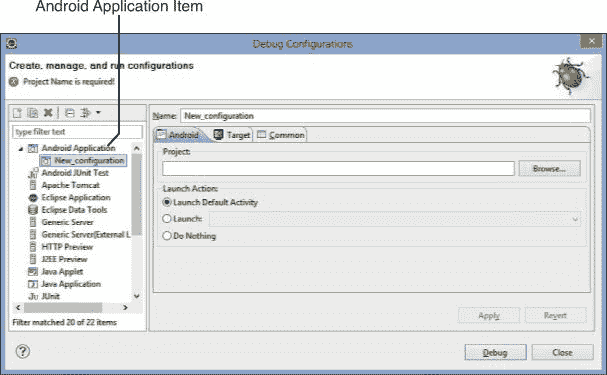 Android Application Item
Debug Configurations
Create, manage, and run configurations
Project Name is required!
type filter text
Android Application
New_configuration
Android JUnit Test
Apache Tomcat
Eclipse Application
Eclipse Data Tools
Generic Server
Generic Server(External L
HTTP Preview
J2EE Preview
Java Applet
Java Application
JUnit
Filter matched 20 of 22 items
Name: New_configuration
Android Target Common
Project:
Browse...
Launch Action:
Launch Default Activity
Launch:
Do Nothing
Apply Revert
Debug Close